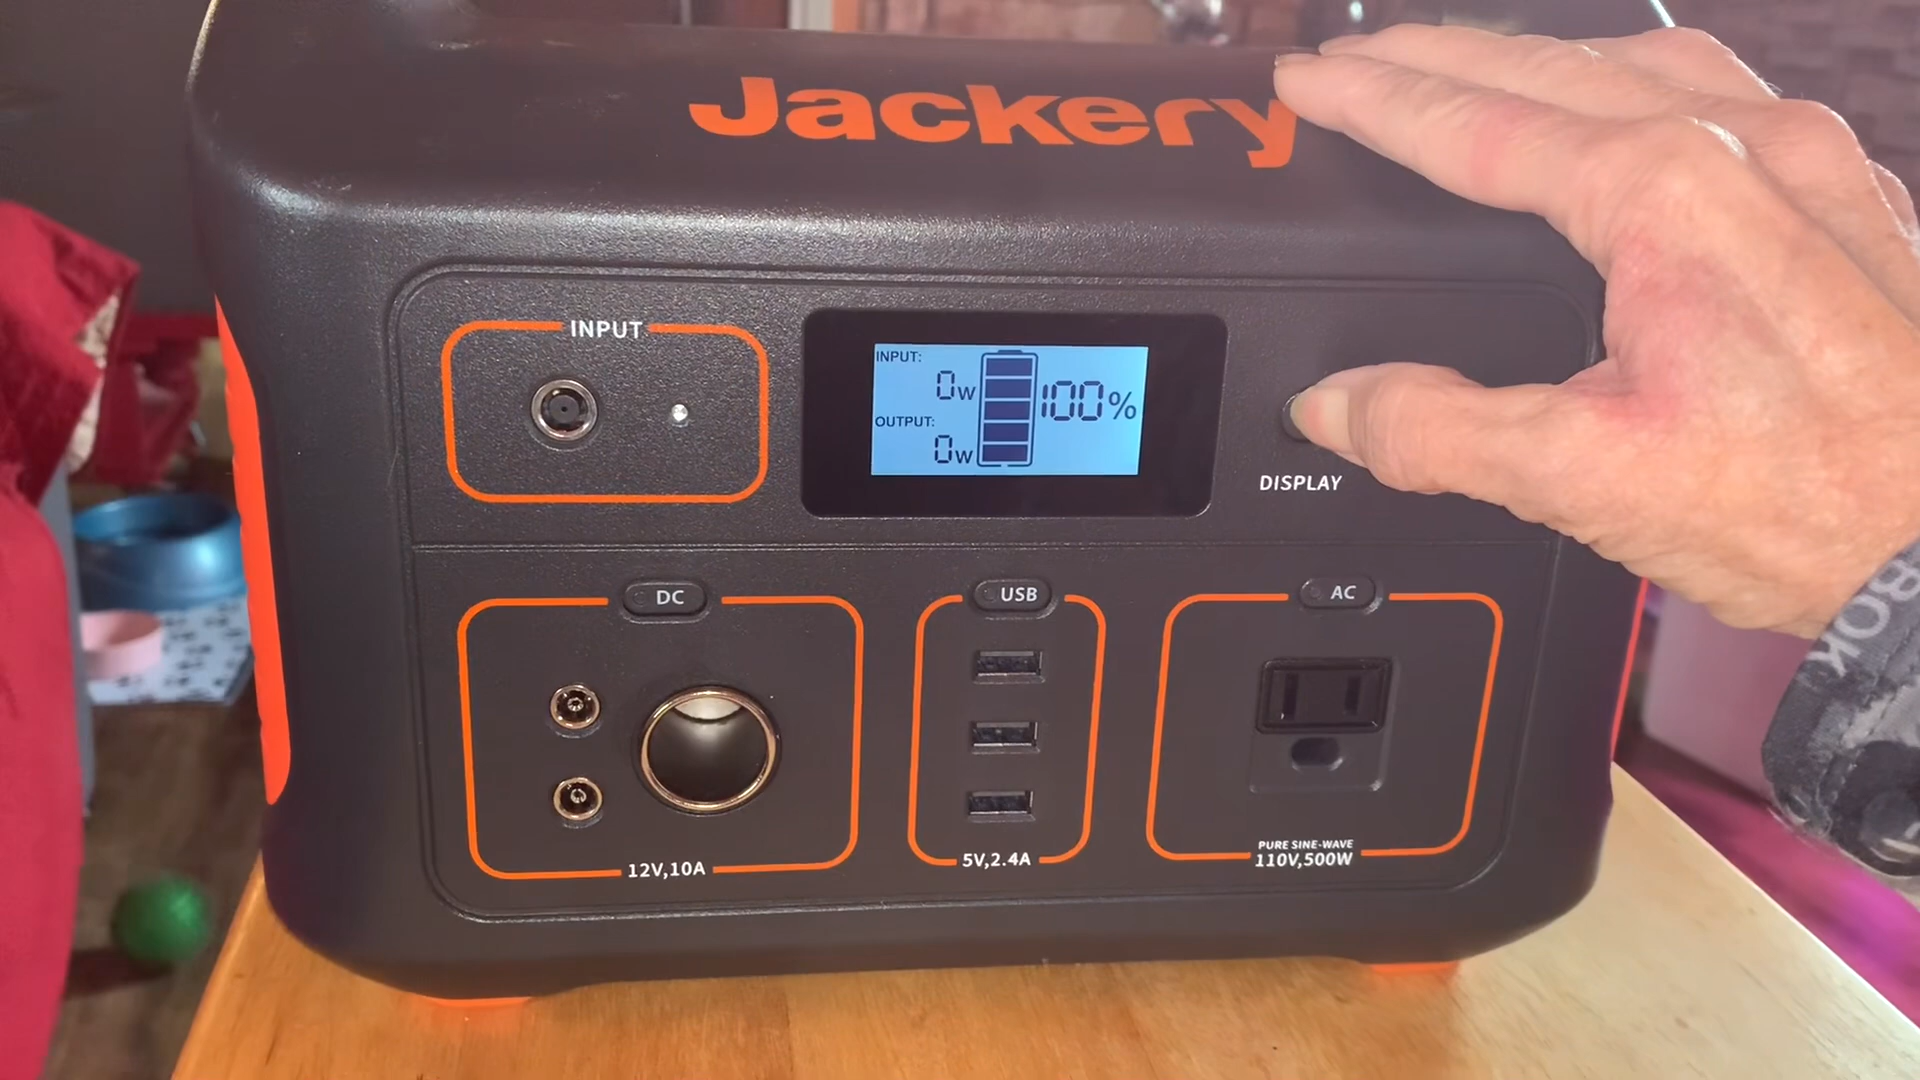 Jackery
INPUT
INPUT:
0w
100%
OUTPUT:
0w
DISPLAY
DC
USB
AC
12V,10A
5V,2.4A
PURE SINE-WAVE
110V,500W
BOK